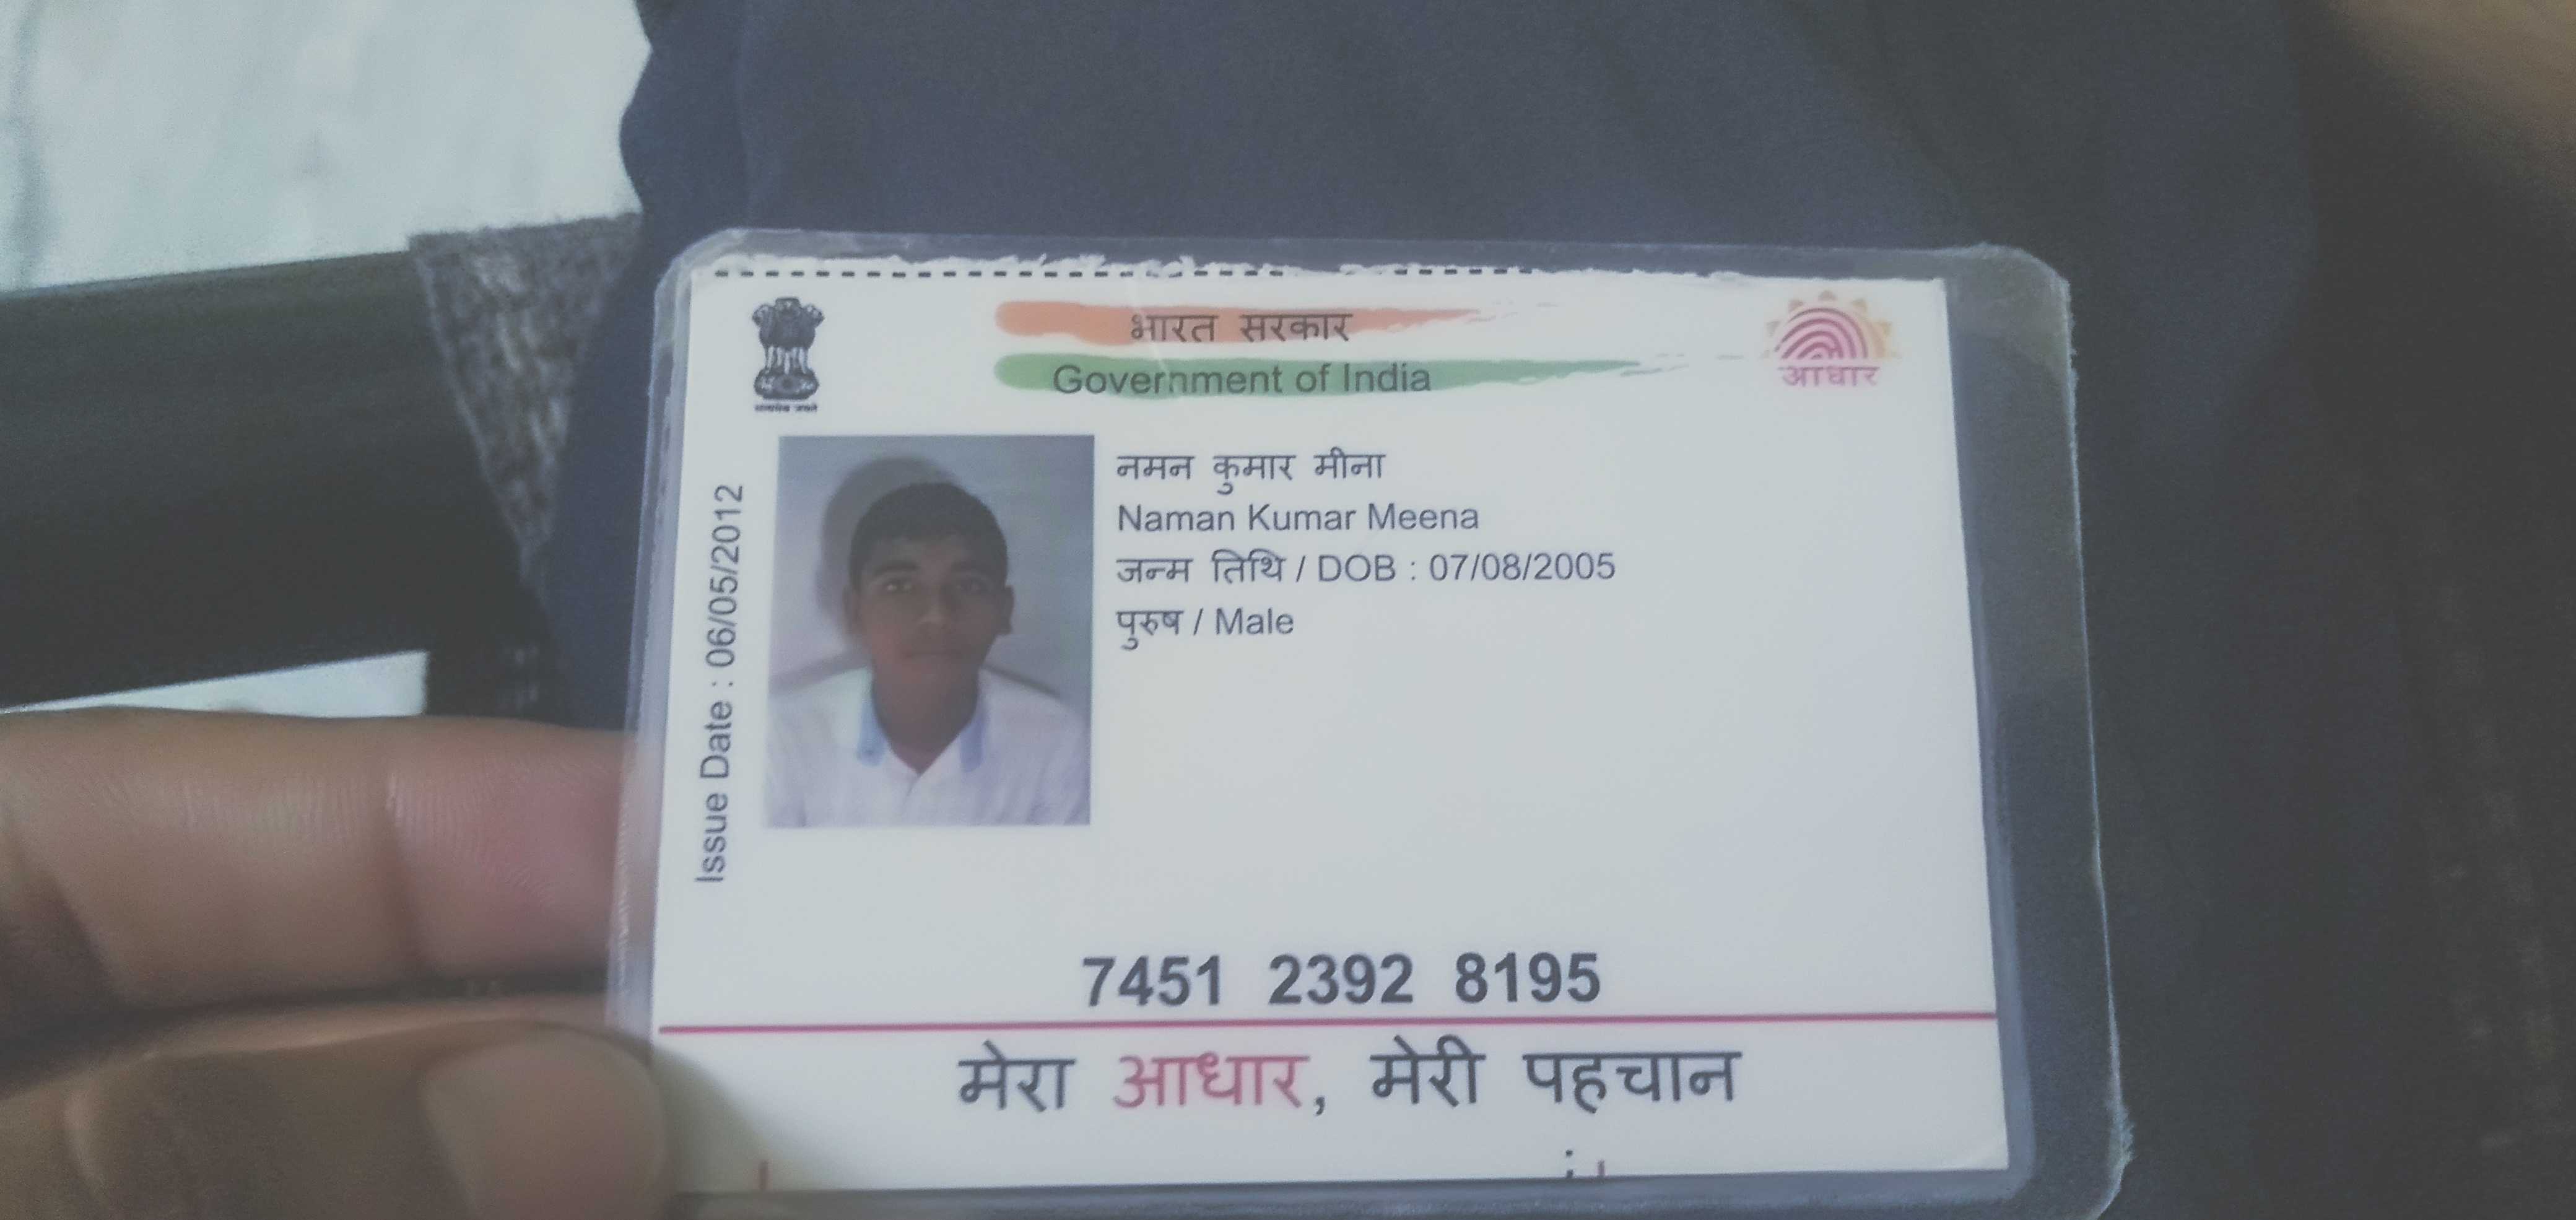 भारत सरकार
Government of India
आधार
सत्यमेव जयते
Issue Date : 06/05/2012
नमन कुमार मीना
Naman Kumar Meena
जन्म तिथि / DOB : 07/08/2005
पुरुष / Male
7451 2392 8195
मेरा आधार, मेरी पहचान